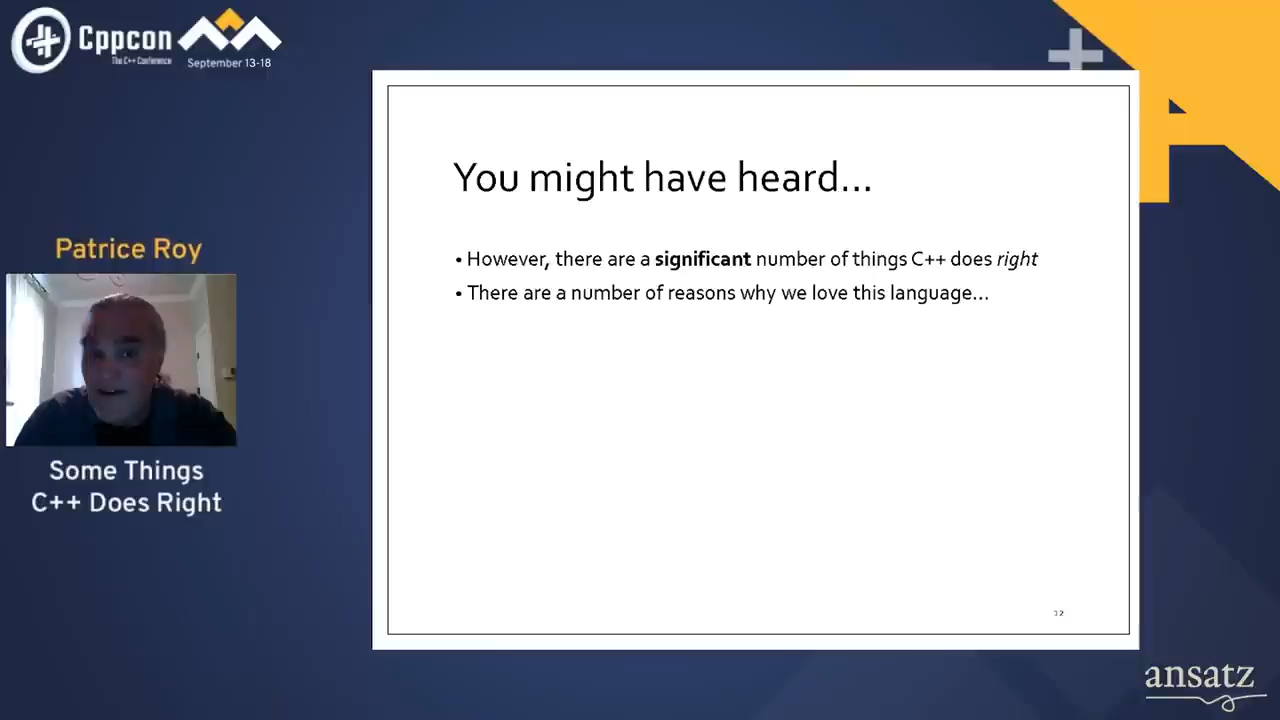 Cppcon
The C++ Conference
September 13-18
Patrice Roy
Some Things
C++ Does Right
You might have heard…
• However, there are a significant number of things C++ does right
• There are a number of reasons why we love this language…
12
ansatz